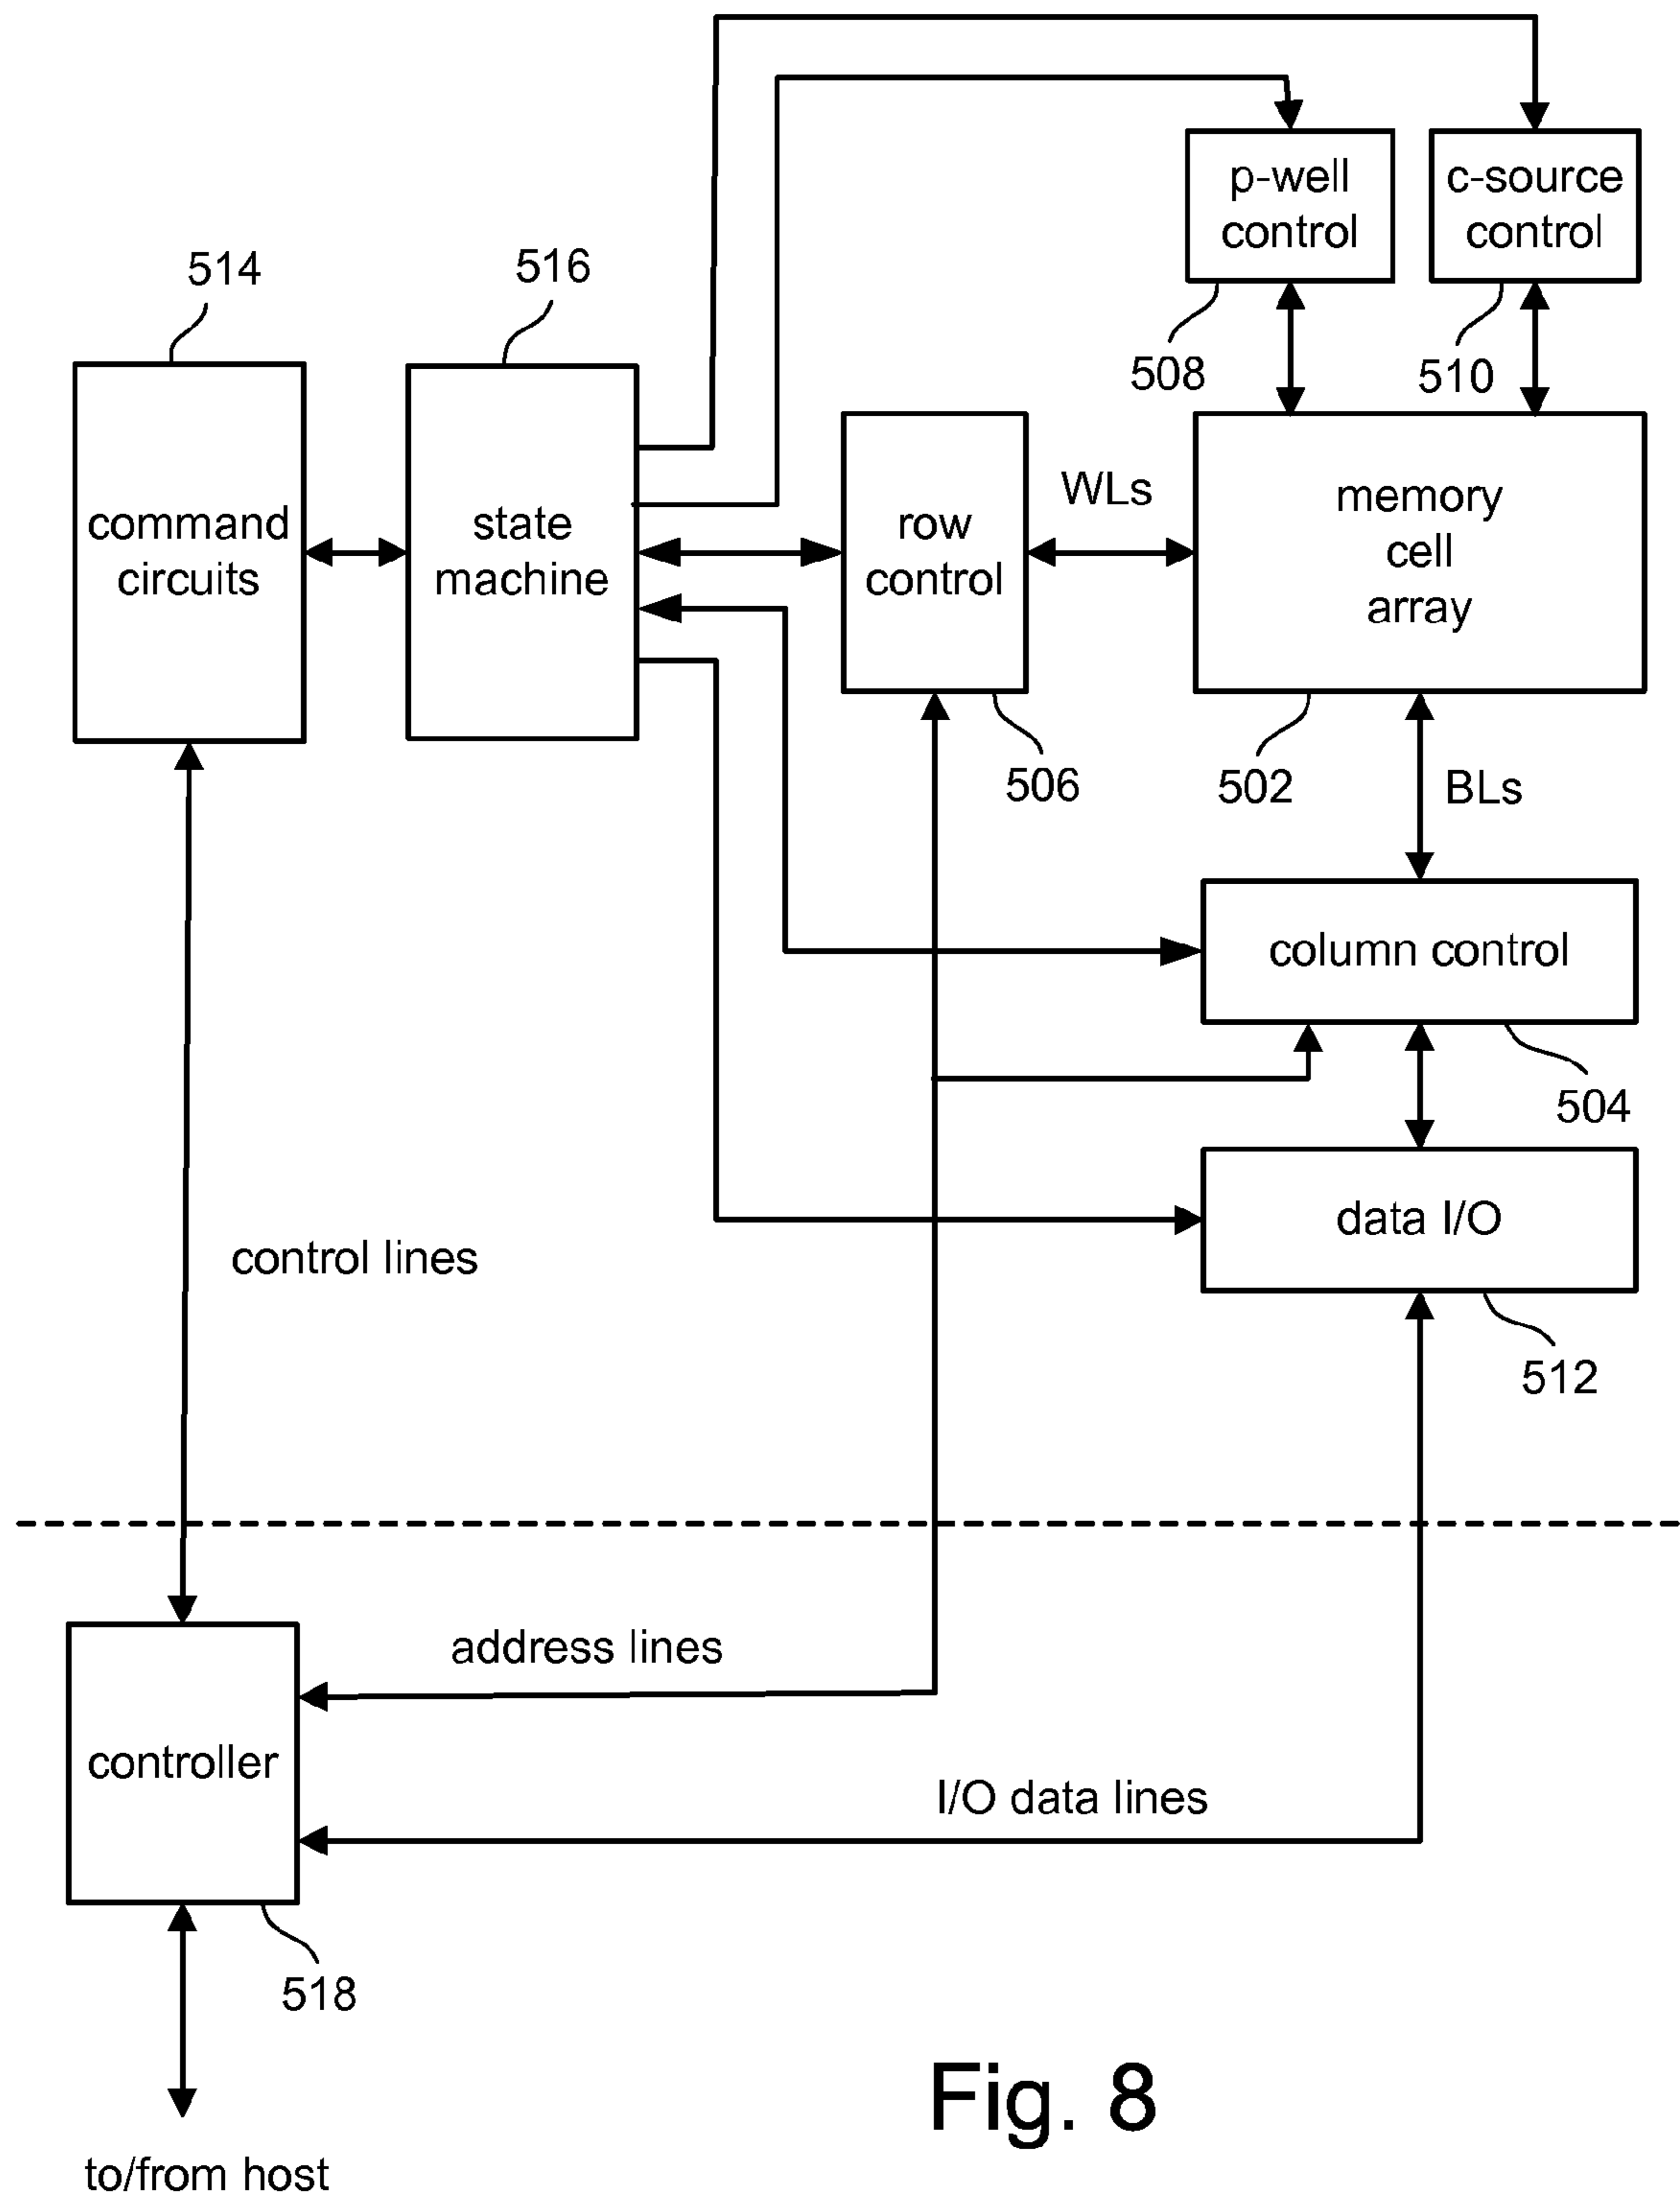 p-well
control
c-source
control
514
516
508
510
command
circuits
state
machine
row
control
WLs
memory
cell
array
506
502
BLs
column control
504
data I/O
512
control lines
address lines
controller
I/O data lines
518
Fig. 8
to/from host